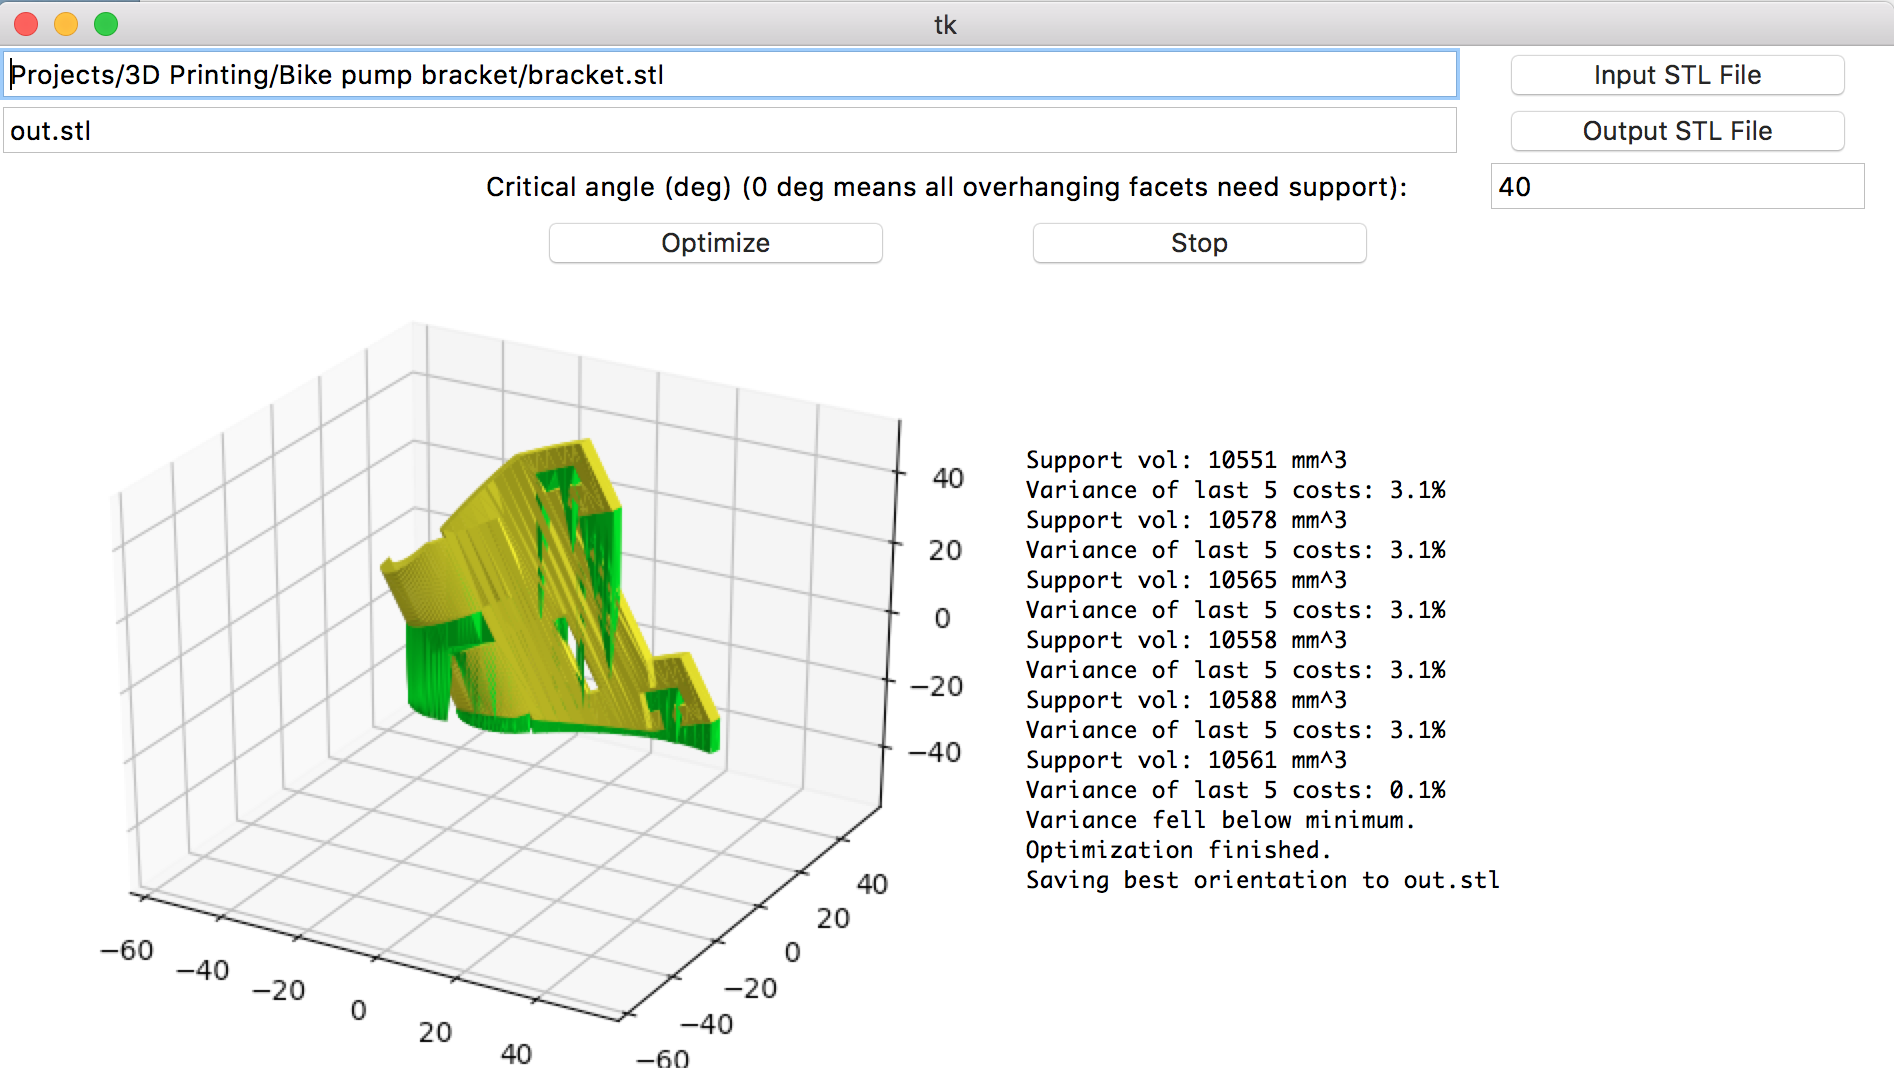 tk
Projects/3D Printing/Bike pump bracket/bracket.stl
Input STL File
out.stl
Output STL File
Critical angle (deg) (0 deg means all overhanging facets need support):
40
Optimize
Stop
40
20
0
−20
−40
40
20
0
−20
−40
−60
−60
−40
−20
0
20
40
Support vol: 10551 mm^3
Variance of last 5 costs: 3.1%
Support vol: 10578 mm^3
Variance of last 5 costs: 3.1%
Support vol: 10565 mm^3
Variance of last 5 costs: 3.1%
Support vol: 10558 mm^3
Variance of last 5 costs: 3.1%
Support vol: 10588 mm^3
Variance of last 5 costs: 3.1%
Support vol: 10561 mm^3
Variance of last 5 costs: 0.1%
Variance fell below minimum.
Optimization finished.
Saving best orientation to out.stl